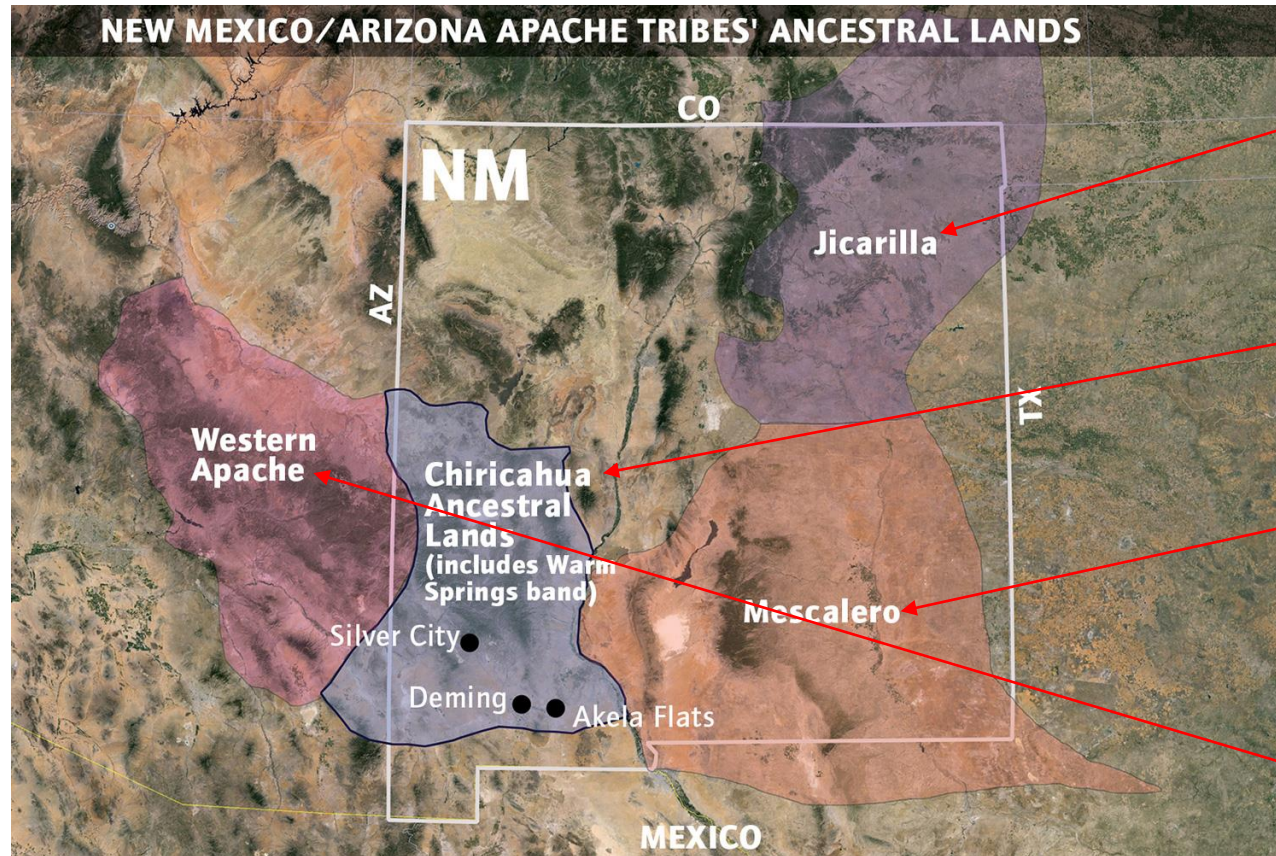 NEW MEXICO/ARIZONA APACHE TRIBES' ANCESTRAL LANDS
CO
NM
Jicarilla
AZ
TX
Western
Apache
Chiricahua
Ancestral
Lands
(includes Warm
Springs band)
Mescalero
Silver City
Deming
Akela Flats
MEXICO